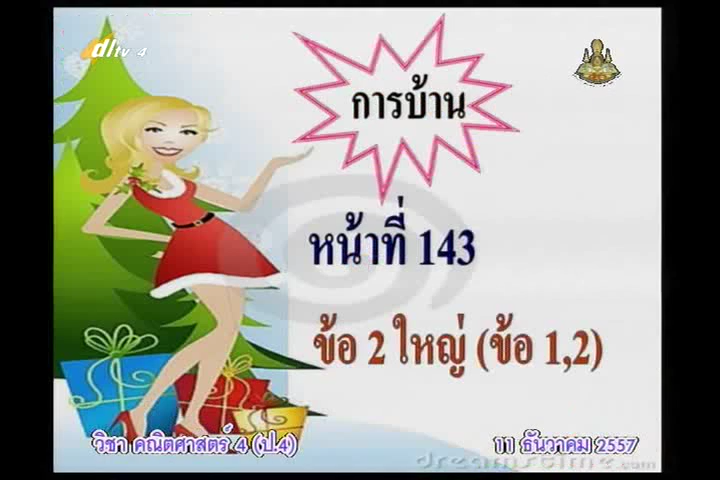 dltv 4
การบ้าน
หน้าที่ 143
ข้อ 2 ใหญ่ (ข้อ 1,2)
วิชา คณิตศาสตร์ 4 (ป.4)
11 ธันวาคม 2557
dreamstime.com